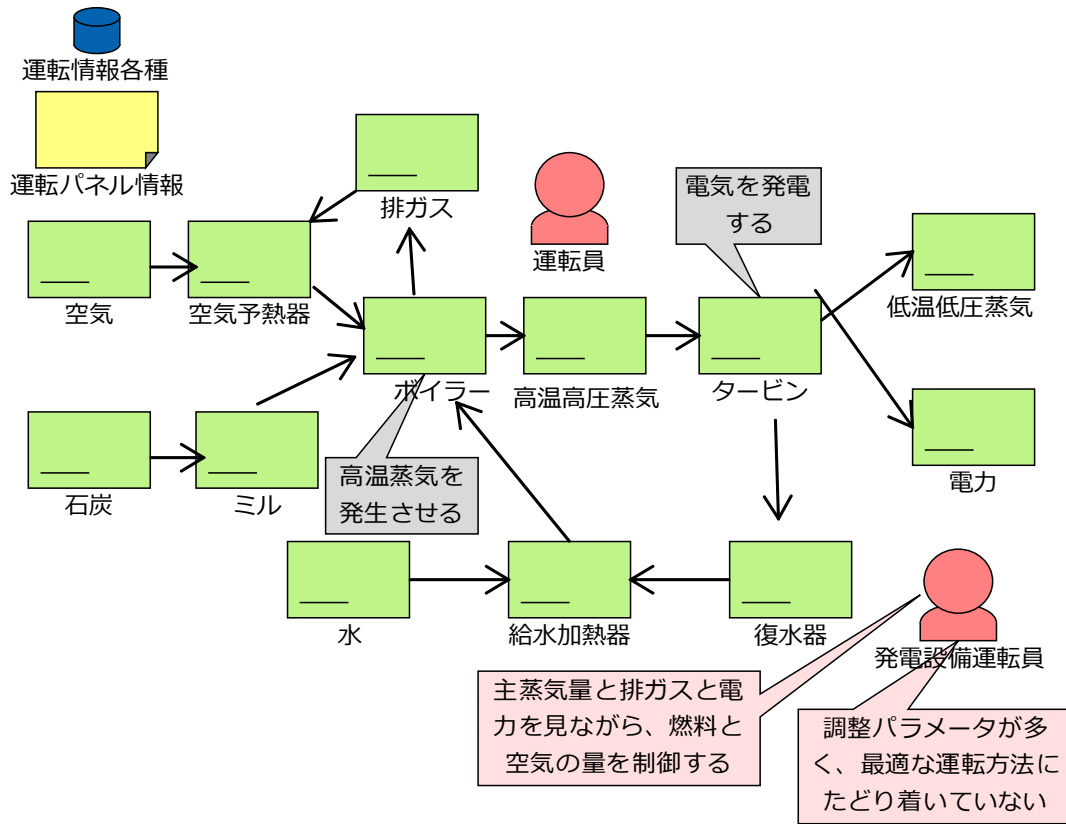 運転情報各種
運転パネル情報
排ガス
運転員
電気を発電
する
空気
空気予熱器
低温低圧蒸気
ボイラー
高温高圧蒸気
タービン
石炭
ミル
高温蒸気を
発生させる
電力
水
給水加熱器
復水器
発電設備運転員
主蒸気量と排ガスと電
力を見ながら、燃料と
空気の量を制御する
調整パラメータが多
く、最適な運転方法に
たどり着いていない